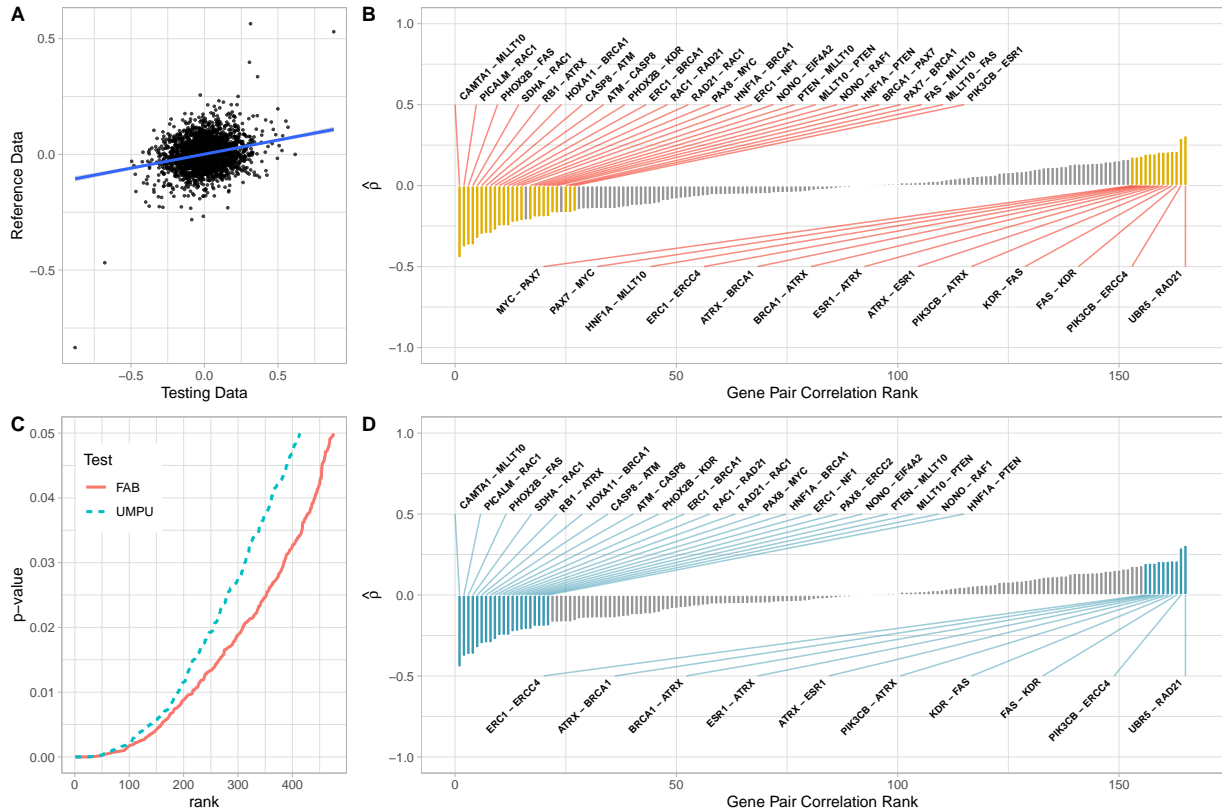 A
Reference Data
0.5
0.0
−0.5
−0.5
0.0
0.5
Testing Data
B
ρ̂
1.0
0.5
0.0
−0.5
−1.0
CAMTA1 − MLLT10
PICALM − RAC1
PHOX2B − FAS
SDHA − RAC1
RB1 − ATRX
HOXA11 − BRCA1
CASP8 − ATM
ATM − CASP8
PHOX2B − KDR
ERC1 − BRCA1
RAC1 − RAD21
RAD21 − RAC1
PAX8 − MYC
HNF1A − BRCA1
ERC1 − NF1
NONO − EIF4A2
PTEN − MLLT10
MLLT10 − PTEN
NONO − RAF1
HNF1A − PTEN
BRCA1 − PAX7
PAX7 − BRCA1
FAS − MLLT10
MLLT10 − FAS
PIK3CB − ESR1
MYC − PAX7
PAX7 − MYC
HNF1A − MLLT10
ERC1 − ERCC4
ATRX − BRCA1
BRCA1 − ATRX
ESR1 − ATRX
ATRX − ESR1
PIK3CB − ATRX
KDR − FAS
FAS − KDR
PIK3CB − ERCC4
UBR5 − RAD21
0
50
100
150
Gene Pair Correlation Rank
C
p−value
0.05
0.04
0.03
0.02
0.01
0.00
Test
FAB
UMPU
0
100
200
300
400
rank
D
ρ̂
1.0
0.5
0.0
−0.5
−1.0
CAMTA1 − MLLT10
PICALM − RAC1
PHOX2B − FAS
SDHA − RAC1
RB1 − ATRX
HOXA11 − BRCA1
CASP8 − ATM
ATM − CASP8
PHOX2B − KDR
ERC1 − BRCA1
RAC1 − RAD21
RAD21 − RAC1
PAX8 − MYC
HNF1A − BRCA1
ERC1 − NF1
PAX8 − ERCC2
NONO − EIF4A2
PTEN − MLLT10
MLLT10 − PTEN
NONO − RAF1
HNF1A − PTEN
ERC1 − ERCC4
ATRX − BRCA1
BRCA1 − ATRX
ESR1 − ATRX
ATRX − ESR1
PIK3CB − ATRX
KDR − FAS
FAS − KDR
PIK3CB − ERCC4
UBR5 − RAD21
0
50
100
150
Gene Pair Correlation Rank